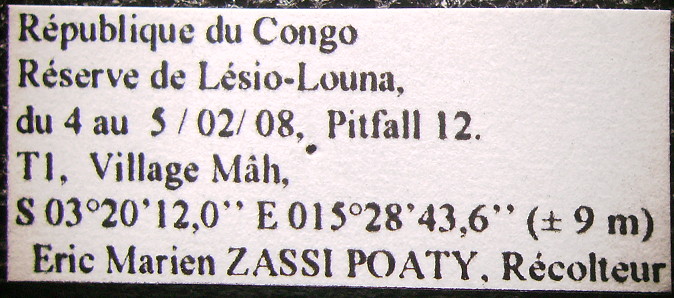 République du Congo
Réserve de Lésio-Louna,
du 4 au 5 / 02/ 08, Pitfall 12.
T1, Village Mâh,
S 03°20’12,0’’ E 015°28’43,6’’ (± 9 m)
Eric Marien ZASSI POATY, Récolteur